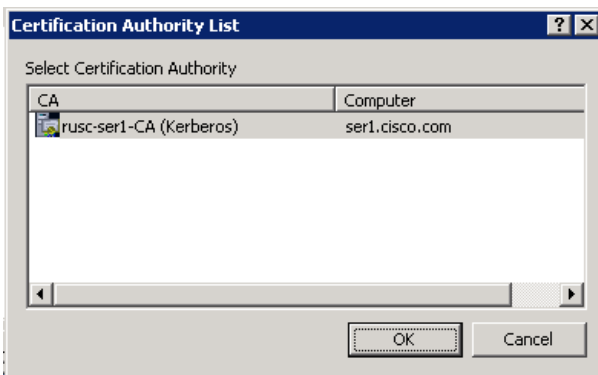 Certification Authority List
Select Certification Authority
CA Computer
rusc-ser1-CA (Kerberos) ser1.cisco.com
OK Cancel